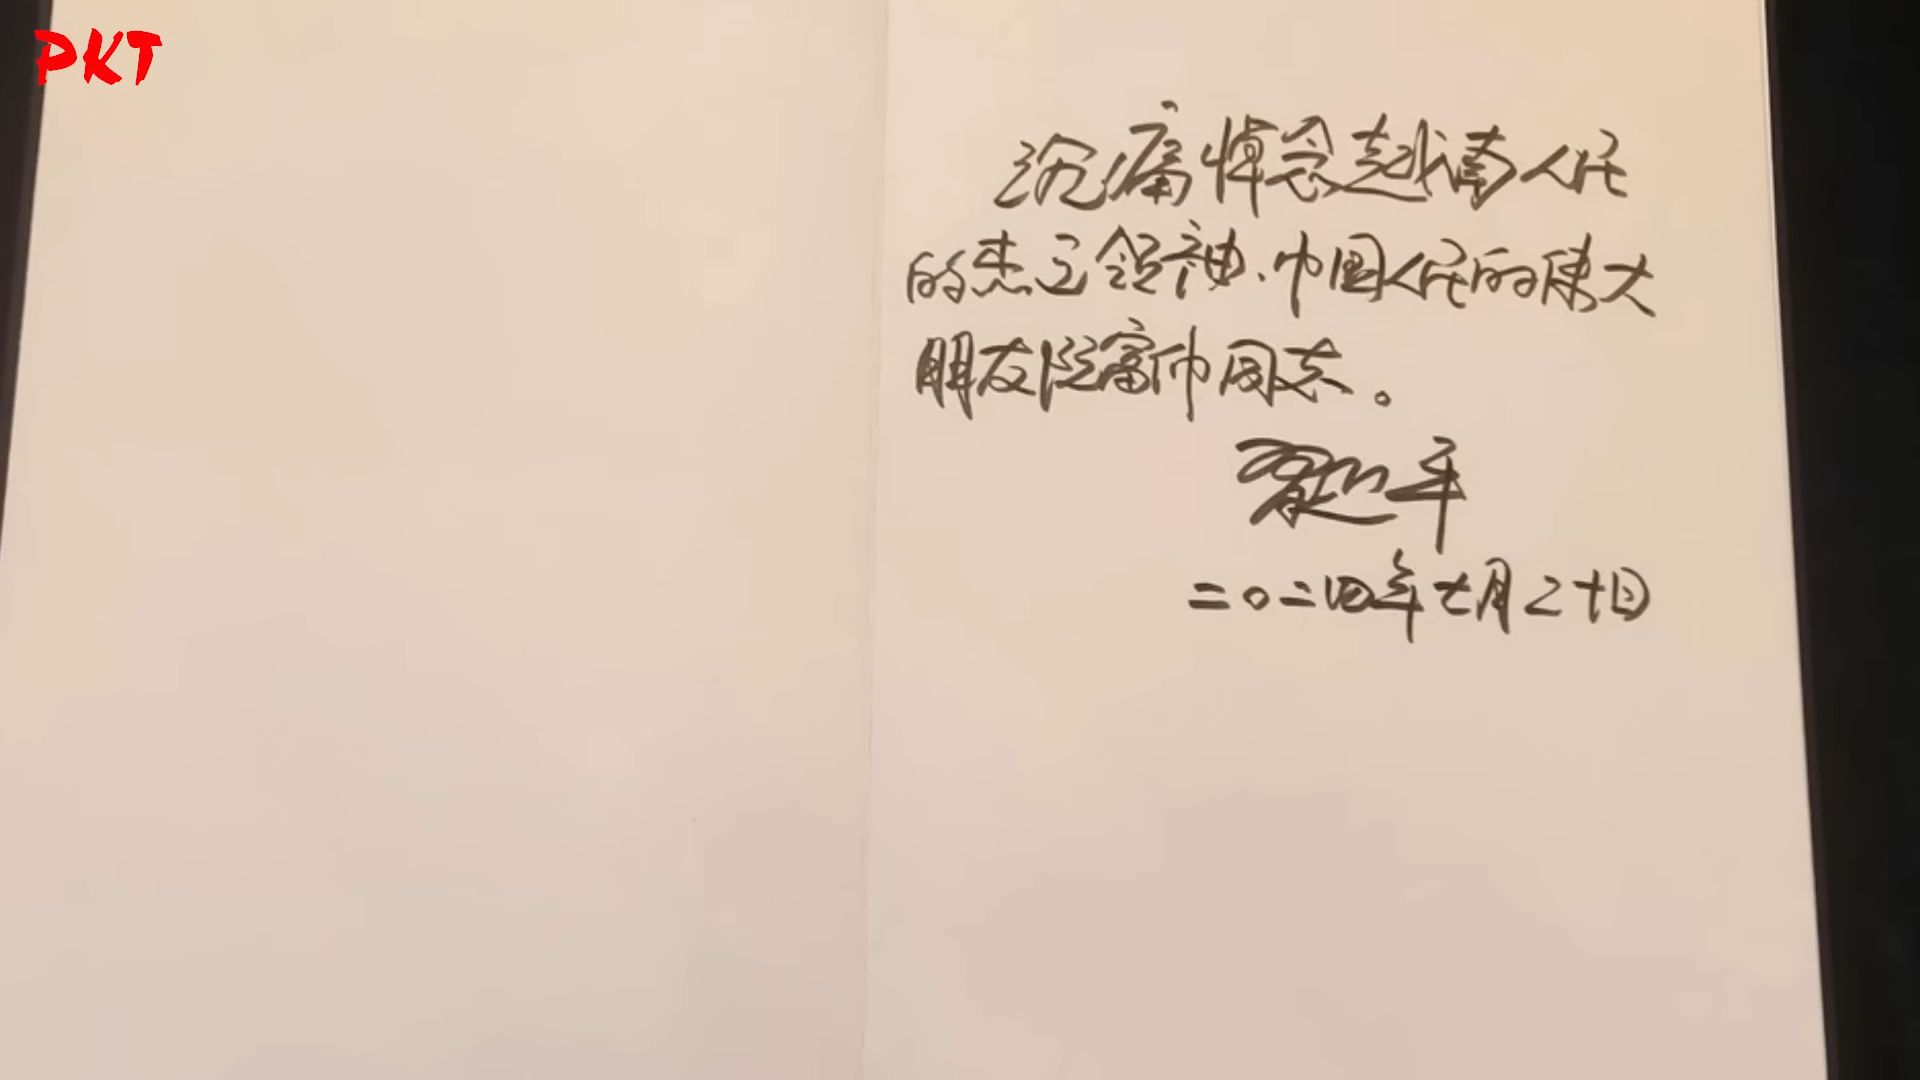 PKT
沉痛悼念越南人民
的杰出领袖、中国人民的伟大
朋友阮富仲同志。
习近平
二〇二四年七月二十日